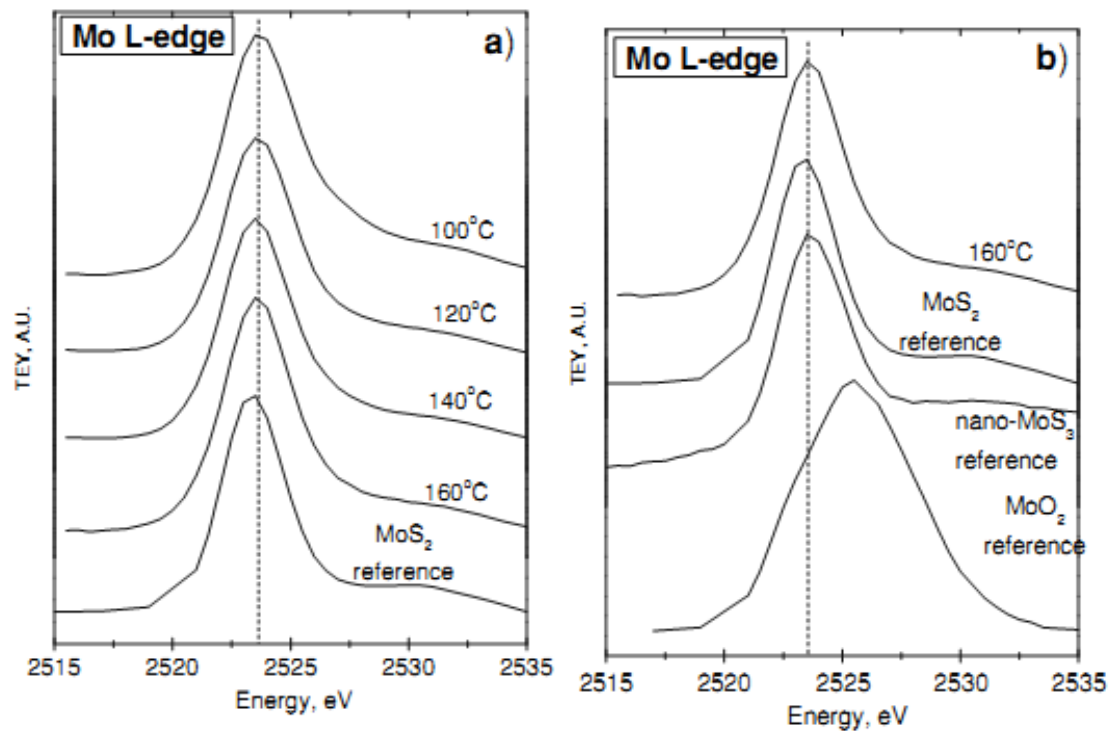 Mo L-edge
a)
100°C
120°C
140°C
160°C
MoS₂
reference
TEY, A.U.
2515 2520 2525 2530 2535
Energy, eV
Mo L-edge
b)
160°C
MoS₂
reference
nano-MoS₃
reference
MoO₂
reference
TEY, A.U.
2515 2520 2525 2530 2535
Energy, eV